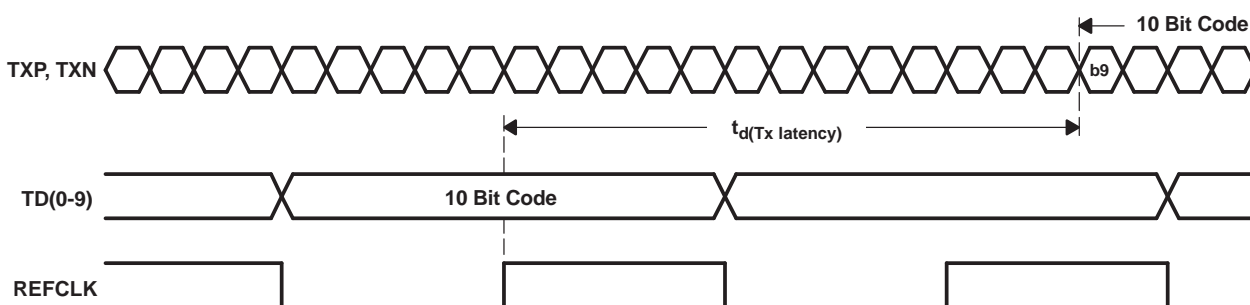 10 Bit Code
TXP, TXN
b9
td(Tx latency)
TD(0-9)
10 Bit Code
REFCLK